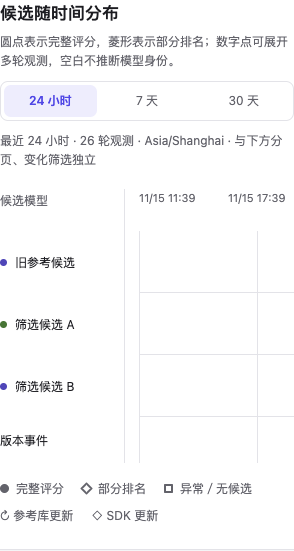 候选随时间分布
圆点表示完整评分，菱形表示部分排名；数字点可展开
多轮观测，空白不推断模型身份。
24 小时
7 天
30 天
最近 24 小时 · 26 轮观测 · Asia/Shanghai · 与下方分
页、变化筛选独立
候选模型
11/15 11:39
11/15 17:39
旧参考候选
筛选候选 A
筛选候选 B
版本事件
完整评分
部分排名
异常 / 无候选
参考库更新
SDK 更新